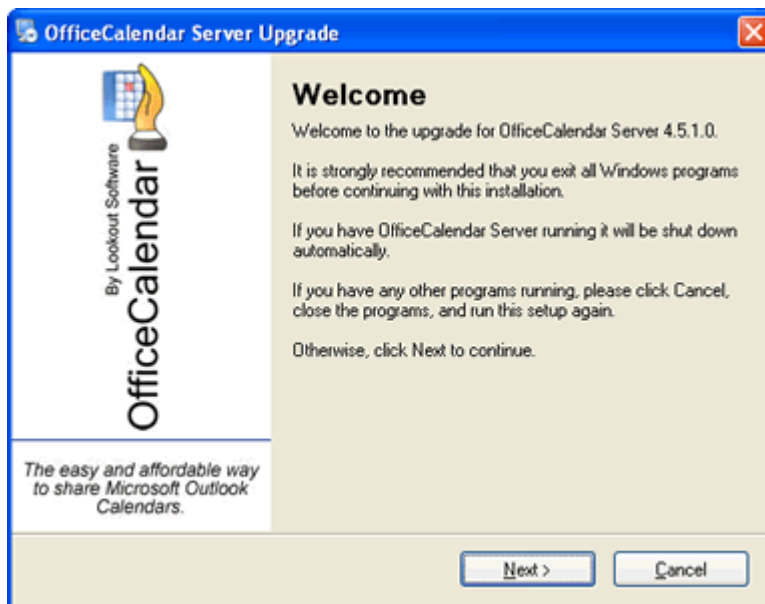 OfficeCalendar Server Upgrade
By Lookout Software
OfficeCalendar
The easy and affordable way
to share Microsoft Outlook
Calendars.
Welcome
Welcome to the upgrade for OfficeCalendar Server 4.5.1.0.
It is strongly recommended that you exit all Windows programs
before continuing with this installation.
If you have OfficeCalendar Server running it will be shut down
automatically.
If you have any other programs running, please click Cancel,
close the programs, and run this setup again.
Otherwise, click Next to continue.
Next >
Cancel